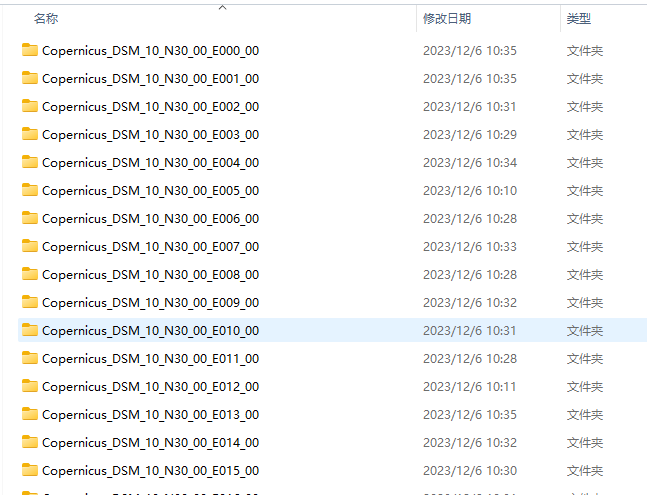 名称 修改日期 类型
Copernicus_DSM_10_N30_00_E000_00 2023/12/6 10:35 文件夹
Copernicus_DSM_10_N30_00_E001_00 2023/12/6 10:35 文件夹
Copernicus_DSM_10_N30_00_E002_00 2023/12/6 10:31 文件夹
Copernicus_DSM_10_N30_00_E003_00 2023/12/6 10:29 文件夹
Copernicus_DSM_10_N30_00_E004_00 2023/12/6 10:34 文件夹
Copernicus_DSM_10_N30_00_E005_00 2023/12/6 10:10 文件夹
Copernicus_DSM_10_N30_00_E006_00 2023/12/6 10:28 文件夹
Copernicus_DSM_10_N30_00_E007_00 2023/12/6 10:33 文件夹
Copernicus_DSM_10_N30_00_E008_00 2023/12/6 10:28 文件夹
Copernicus_DSM_10_N30_00_E009_00 2023/12/6 10:32 文件夹
Copernicus_DSM_10_N30_00_E010_00 2023/12/6 10:31 文件夹
Copernicus_DSM_10_N30_00_E011_00 2023/12/6 10:28 文件夹
Copernicus_DSM_10_N30_00_E012_00 2023/12/6 10:11 文件夹
Copernicus_DSM_10_N30_00_E013_00 2023/12/6 10:35 文件夹
Copernicus_DSM_10_N30_00_E014_00 2023/12/6 10:32 文件夹
Copernicus_DSM_10_N30_00_E015_00 2023/12/6 10:30 文件夹